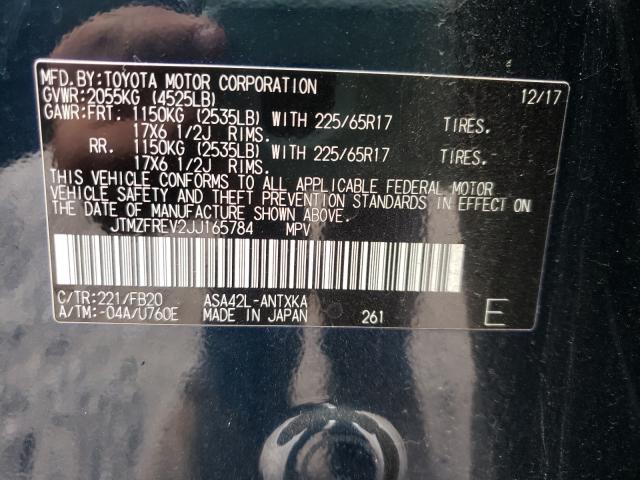 MFD.BY:TOYOTA MOTOR CORPORATION 12/17
GVWR:2055KG (4525LB)
GAWR:FRT. 1150KG (2535LB) WITH 225/65R17 TIRES.
17X6 1/2J RIMS.
RR. 1150KG (2535LB) WITH 225/65R17 TIRES.
17X6 1/2J RIMS.
THIS VEHICLE CONFORMS TO ALL APPLICABLE FEDERAL MOTOR
VEHICLE SAFETY AND THEFT PREVENTION STANDARDS IN EFFECT ON
THE DATE OF MANUFACTURE SHOWN ABOVE.
JTMZFREV2JJ165784 MPV
C/TR:221/FB20 ASA42L-ANTXKA
A/TM:-04A/U760E MADE IN JAPAN 261 E